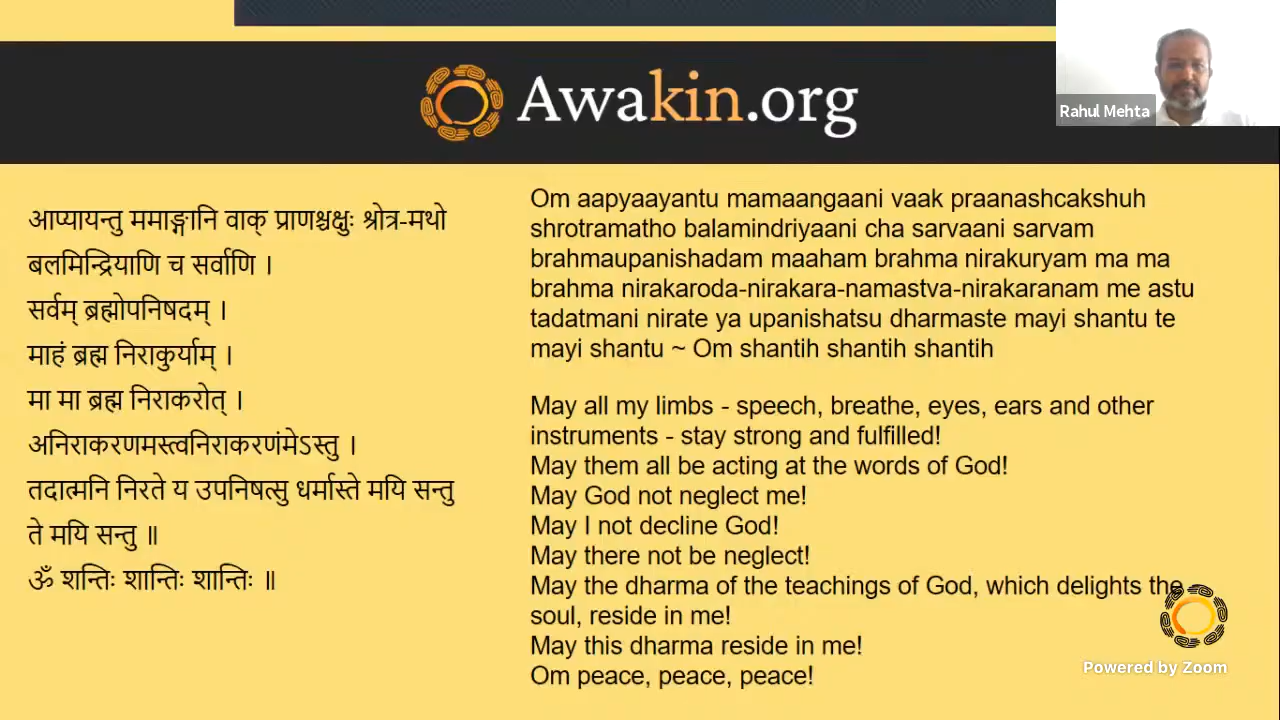 Awakin.org
Rahul Mehta
आप्यायन्तु ममाङ्गानि वाक् प्राणश्चक्षुः श्रोत्र-मथो
बलमिन्द्रियाणि च सर्वाणि ।
सर्वम् ब्रह्मोपनिषदम् ।
माहं ब्रह्म निराकुर्याम् ।
मा मा ब्रह्म निराकरोत् ।
अनिराकरणमस्त्वनिराकरणंमेऽस्तु ।
तदात्मनि निरते य उपनिषत्सु धर्मास्ते मयि सन्तु
ते मयि सन्तु ॥
ॐ शन्तिः शान्तिः शान्तिः ॥
Om aapyaayantu mamaangaani vaak praanashcakshuh
shrotramatho balamindriyaani cha sarvaani sarvam
brahmaupanishadam maaham brahma nirakuryam ma ma
brahma nirakaroda-nirakara-namastva-nirakaranam me astu
tadatmani nirate ya upanishatsu dharmaste mayi shantu te
mayi shantu ~ Om shantih shantih shantih
May all my limbs - speech, breathe, eyes, ears and other
instruments - stay strong and fulfilled!
May them all be acting at the words of God!
May God not neglect me!
May I not decline God!
May there not be neglect!
May the dharma of the teachings of God, which delights the
soul, reside in me!
May this dharma reside in me!
Om peace, peace, peace!
Powered by Zoom